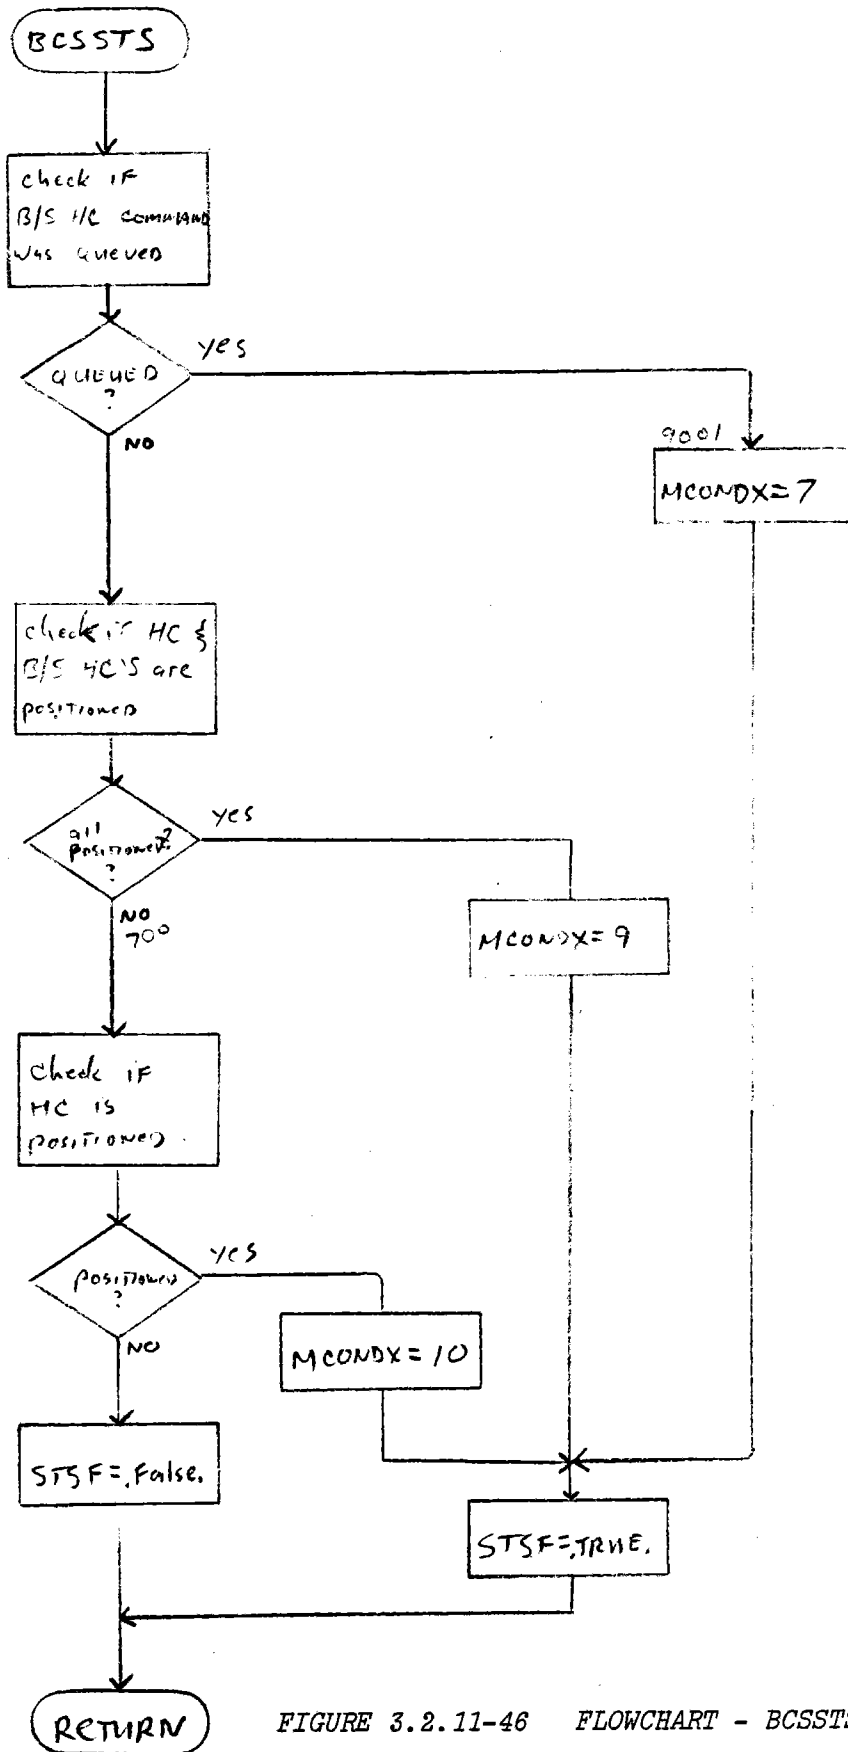 BCSSTS
Check IF
B/S HC COMMAND
was QUEUED
QUEUED
?
yes
NO
9001
MCONDX=7
check if HC &
B/S HC'S are
positioned
all
positioned?
?
yes
NO
700
MCONDX=9
Check IF
HC IS
positioned.
positioned
?
yes
NO
MCONDX=10
STSF=.False.
STSF=.TRUE.
RETURN
FIGURE 3.2.11-46 FLOWCHART - BCSSTS